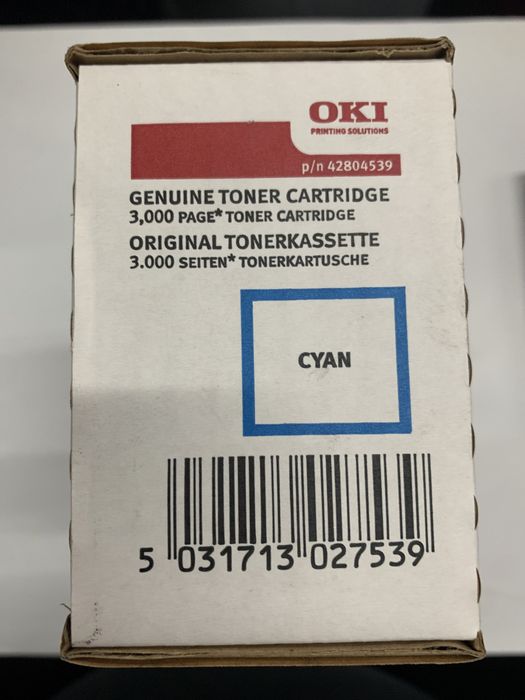 OKI
PRINTING SOLUTIONS
p/n 42804539
GENUINE TONER CARTRIDGE
3,000 PAGE* TONER CARTRIDGE
ORIGINAL TONERKASSETTE
3.000 SEITEN* TONERKARTUSCHE
CYAN
5 031713 027539